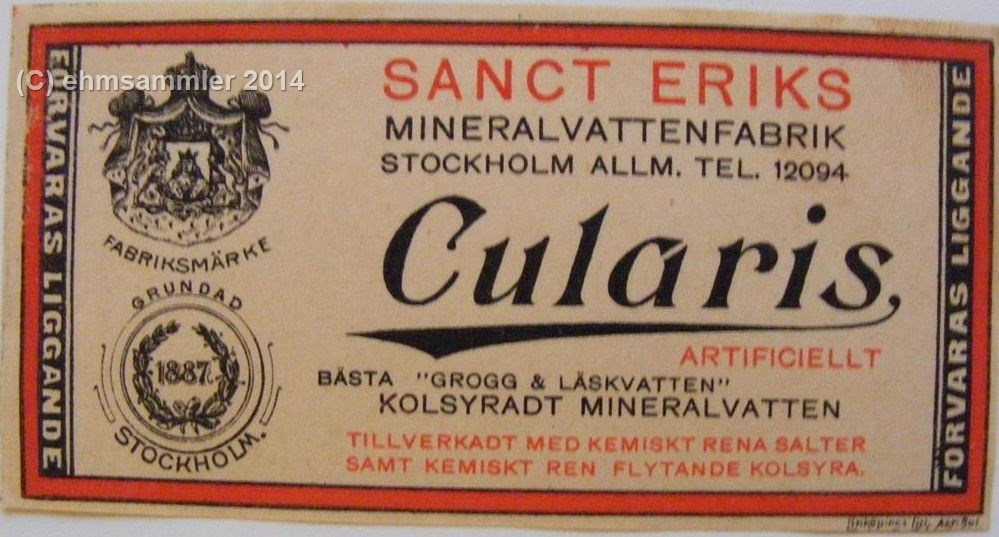 (C) ehmsammler 2014
FÖRVARAS LIGGANDE
FABRIKSMÄRKE
GRUNDAD
1887.
STOCKHOLM.
SANCT ERIKS
MINERALVATTENFABRIK
STOCKHOLM ALLM. TEL. 12094
Cularis,
ARTIFICIELLT
BÄSTA "GROGG & LÄSKVATTEN"
KOLSYRADT MINERALVATTEN
TILLVERKADT MED KEMISKT RENA SALTER
SAMT KEMISKT REN FLYTANDE KOLSYRA.
FÖRVARAS LIGGANDE